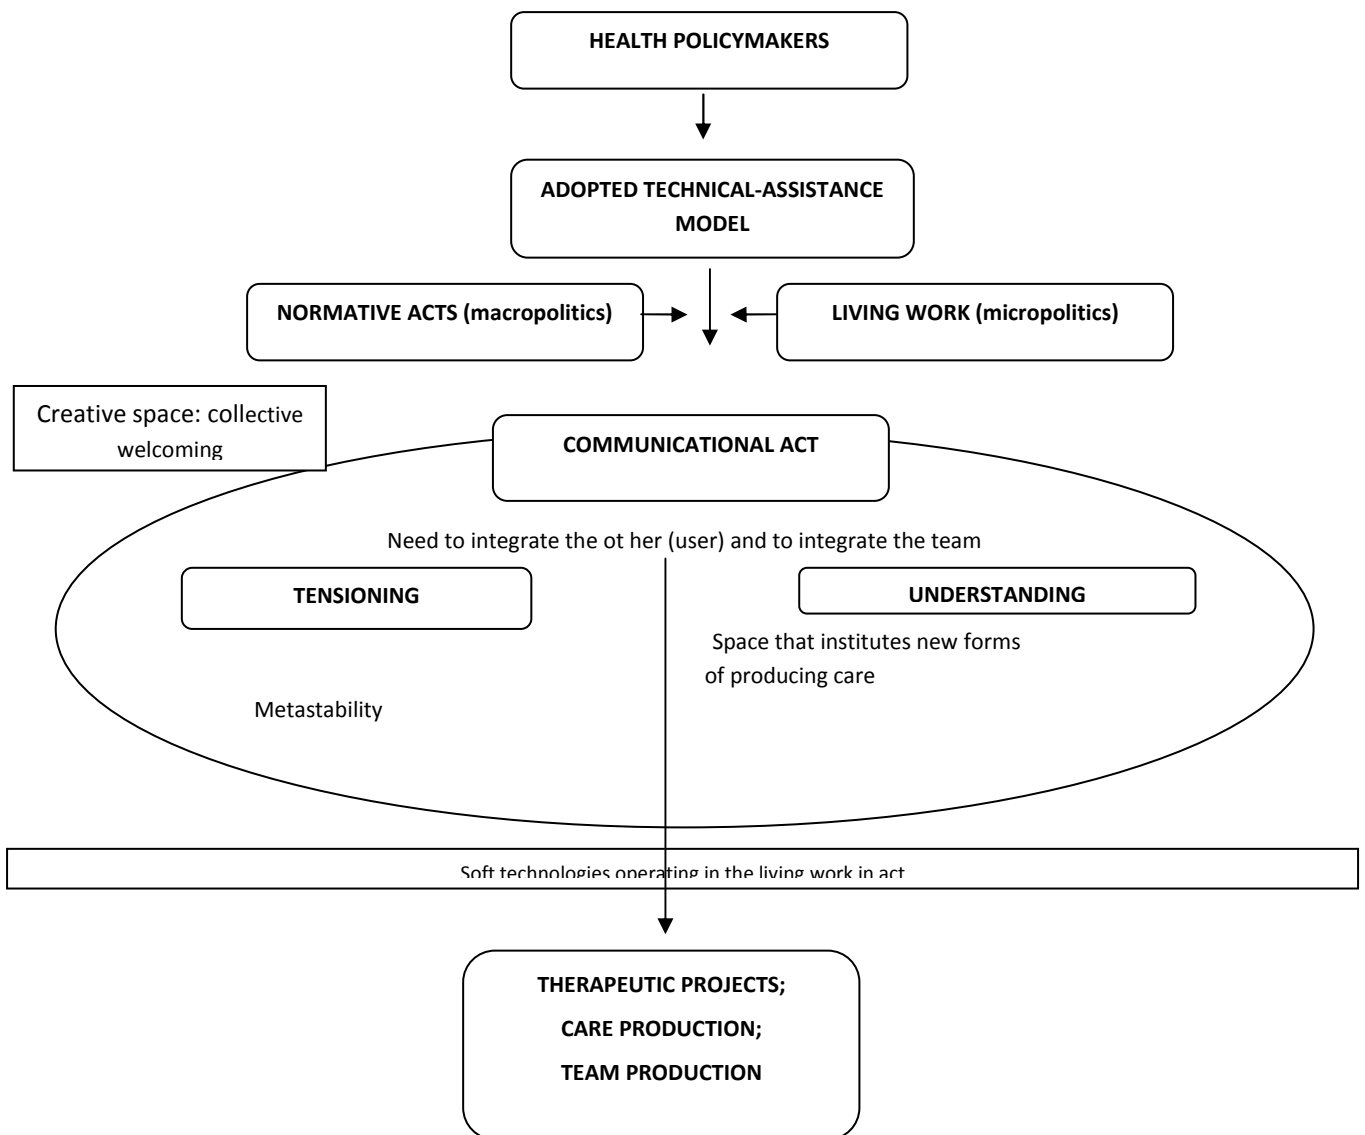 HEALTH POLICYMAKERS
ADOPTED TECHNICAL-ASSISTANCE
MODEL
NORMATIVE ACTS (macropolitics)
LIVING WORK (micropolitics)
Creative space: collective
welcoming
COMMUNICATIONAL ACT
Need to integrate the ot her (user) and to integrate the team
TENSIONING
UNDERSTANDING
Space that institutes new forms
of producing care
Metastability
Soft technologies operating in the living work in act
THERAPEUTIC PROJECTS;
CARE PRODUCTION;
TEAM PRODUCTION